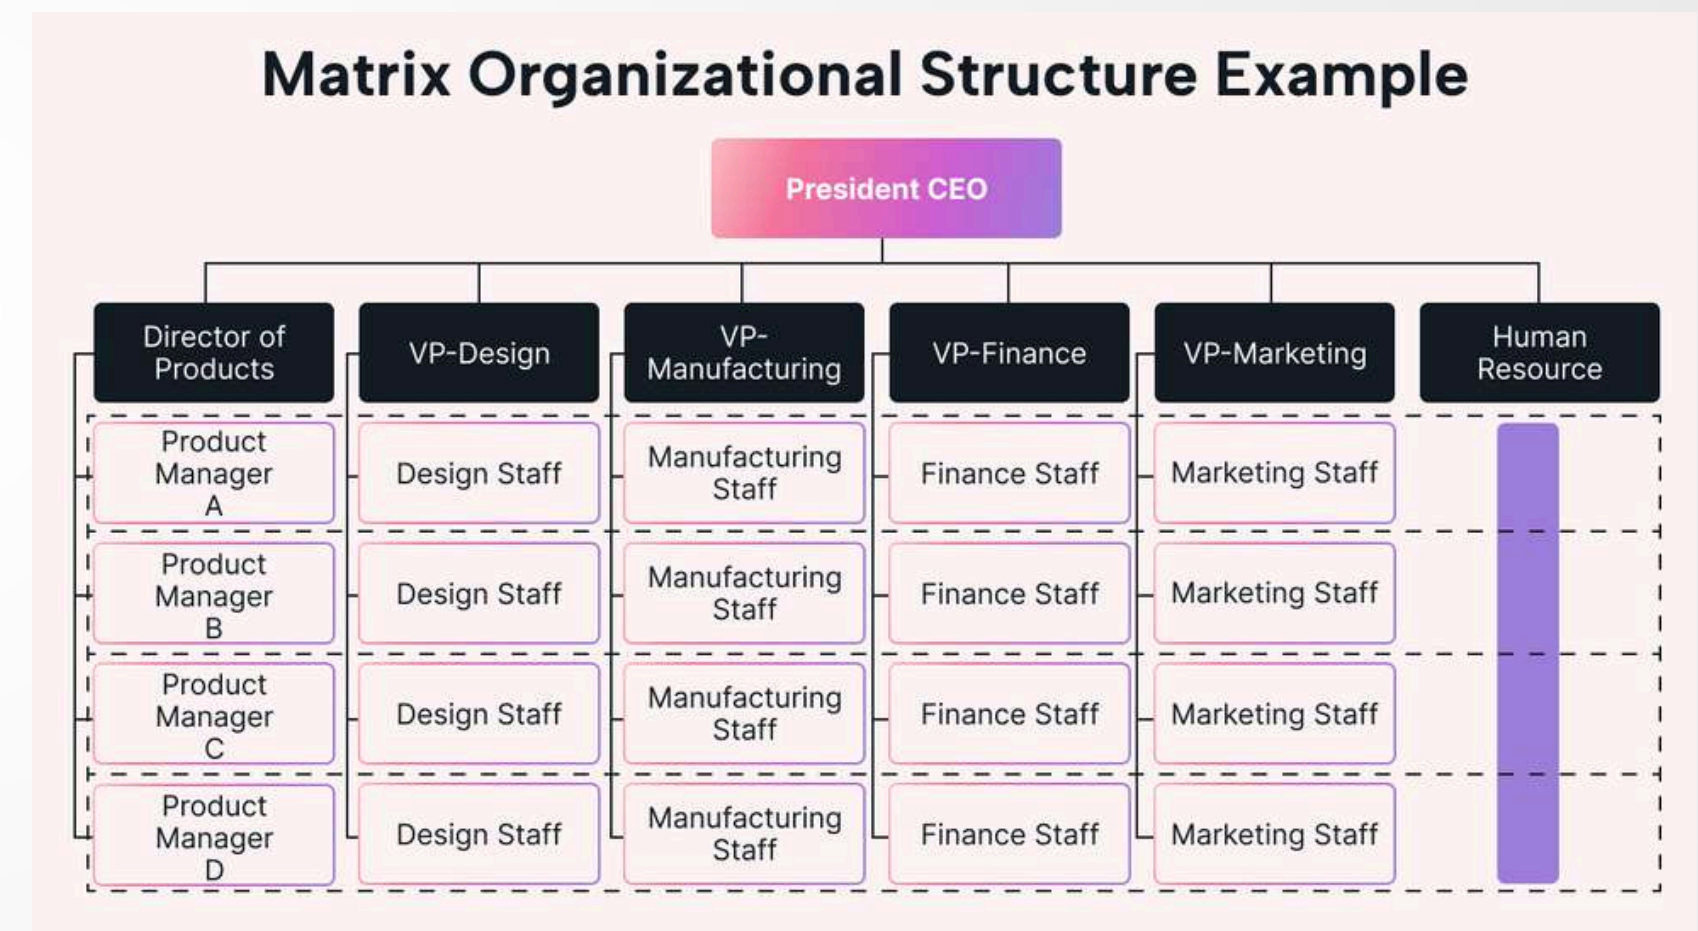 Matrix Organizational Structure Example
President CEO
Director of
Products
VP-Design
VP-
Manufacturing
VP-Finance
VP-Marketing
Human
Resource
Product
Manager
A
Design Staff
Manufacturing
Staff
Finance Staff
Marketing Staff
Product
Manager
B
Design Staff
Manufacturing
Staff
Finance Staff
Marketing Staff
Product
Manager
C
Design Staff
Manufacturing
Staff
Finance Staff
Marketing Staff
Product
Manager
D
Design Staff
Manufacturing
Staff
Finance Staff
Marketing Staff